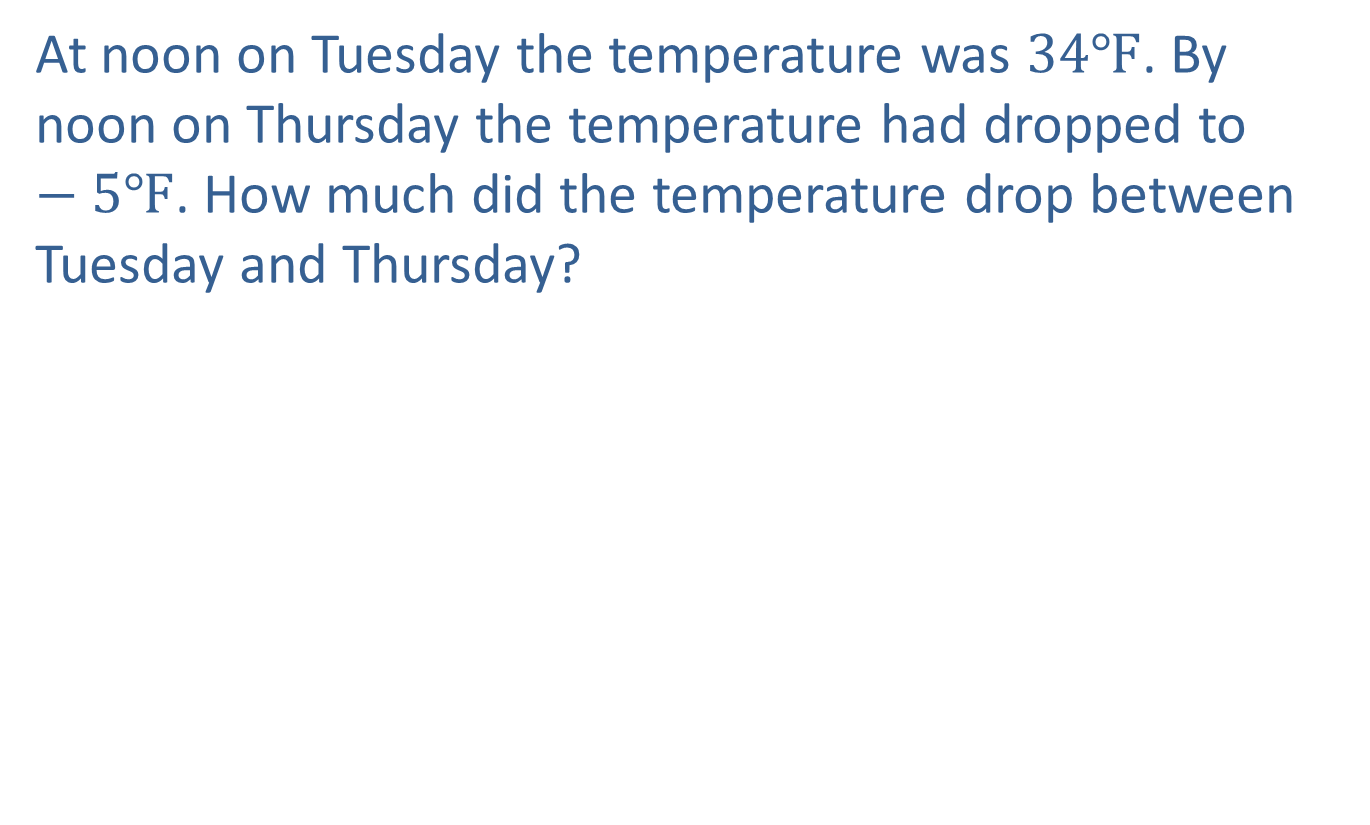 At noon on Tuesday the temperature was 34°F. By
noon on Thursday the temperature had dropped to
− 5°F. How much did the temperature drop between
Tuesday and Thursday?